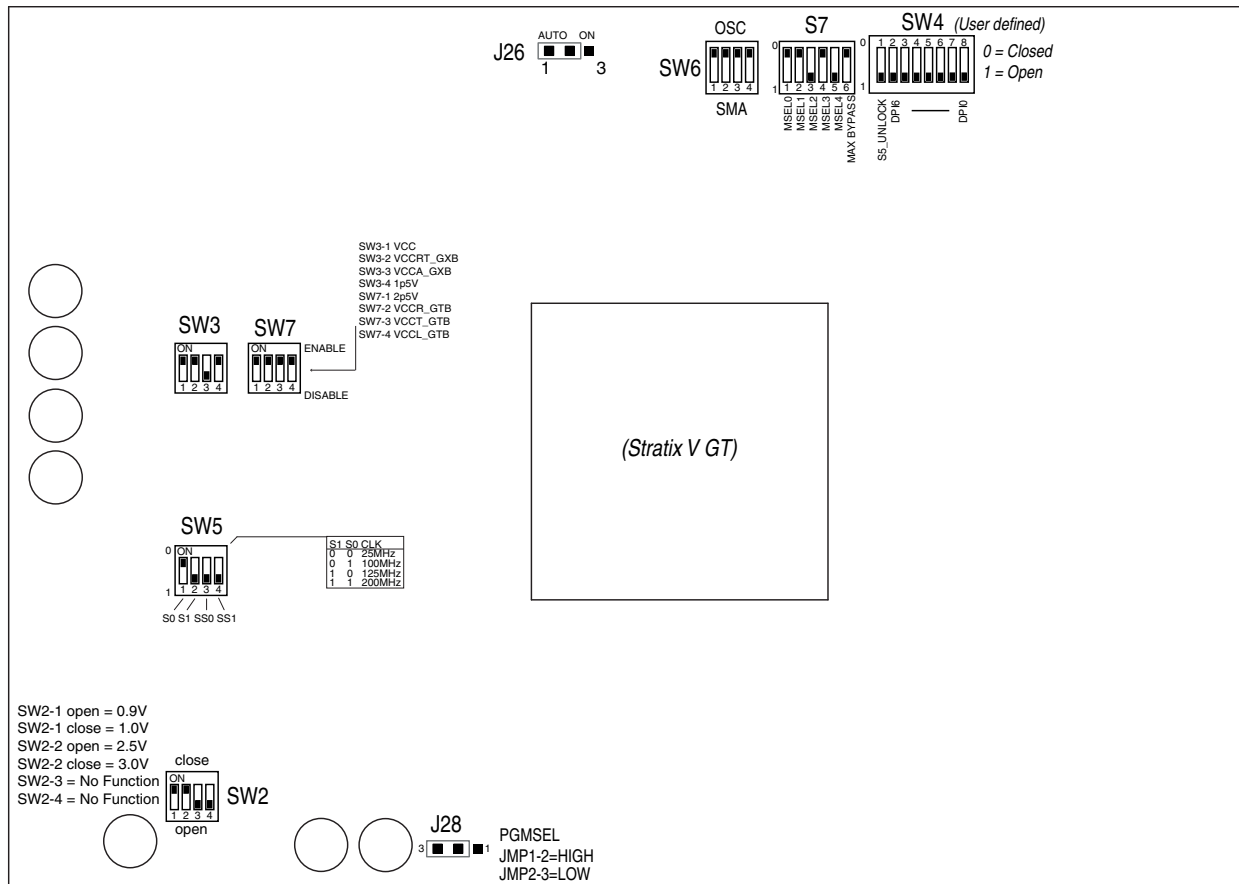 OSC
S7
SW4 (User defined)
J26
AUTO ON
1 3
SW6
1 2 3 4
SMA
0
1 2 3 4 5 6
1
MSEL0
MSEL1
MSEL2
MSEL3
MSEL4
MAX BYPASS
0
1 2 3 4 5 6 7 8
1
0 = Closed
1 = Open
S5_UNLOCK
DPI6
DPI0
SW3-1 VCC
SW3-2 VCCRT_GXB
SW3-3 VCCA_GXB
SW3-4 1p5V
SW7-1 2p5V
SW7-2 VCCR_GTB
SW7-3 VCCT_GTB
SW7-4 VCCL_GTB
SW3
ON
1 2 3 4
SW7
ON
1 2 3 4
ENABLE
DISABLE
(Stratix V GT)
SW5
0
ON
1
1 2 3 4
S0 S1 SS0 SS1
S1 S0 CLK
0 0 25MHz
0 1 100MHz
1 0 125MHz
1 1 200MHz
SW2-1 open = 0.9V
SW2-1 close = 1.0V
SW2-2 open = 2.5V
SW2-2 close = 3.0V
SW2-3 = No Function
SW2-4 = No Function
close
ON
1 2 3 4
open
SW2
J28
3 1
PGMSEL
JMP1-2=HIGH
JMP2-3=LOW